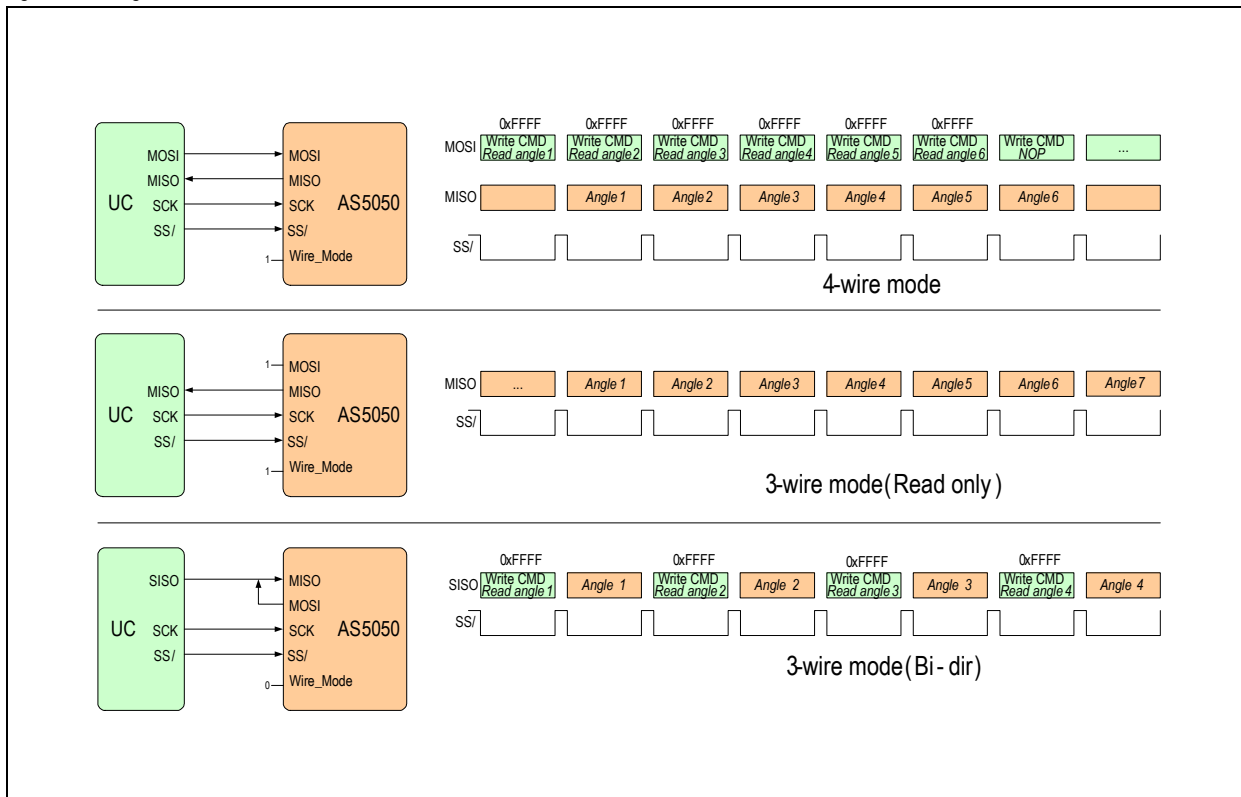 0xFFFF 0xFFFF 0xFFFF 0xFFFF 0xFFFF 0xFFFF
MOSI Write CMD Write CMD Write CMD Write CMD Write CMD Write CMD Write CMD ...
Read angle 1 Read angle 2 Read angle 3 Read angle 4 Read angle 5 Read angle 6 NOP
MISO Angle 1 Angle 2 Angle 3 Angle 4 Angle 5 Angle 6
SS/
MOSI MOSI
MISO MISO
UC SCK SCK AS5050
SS/ SS/
1 Wire_Mode
4-wire mode
1 MOSI
MISO MISO
UC SCK SCK AS5050
SS/ SS/
1 Wire_Mode
MISO ... Angle 1 Angle 2 Angle 3 Angle 4 Angle 5 Angle 6 Angle 7
SS/
3-wire mode(Read only)
SISO MISO
MOSI
UC SCK SCK AS5050
SS/ SS/
0 Wire_Mode
0xFFFF 0xFFFF 0xFFFF 0xFFFF
SISO Write CMD Angle 1 Write CMD Angle 2 Write CMD Angle 3 Write CMD Angle 4
Read angle 1 Read angle 2 Read angle 3 Read angle 4
SS/
3-wire mode(Bi-dir)